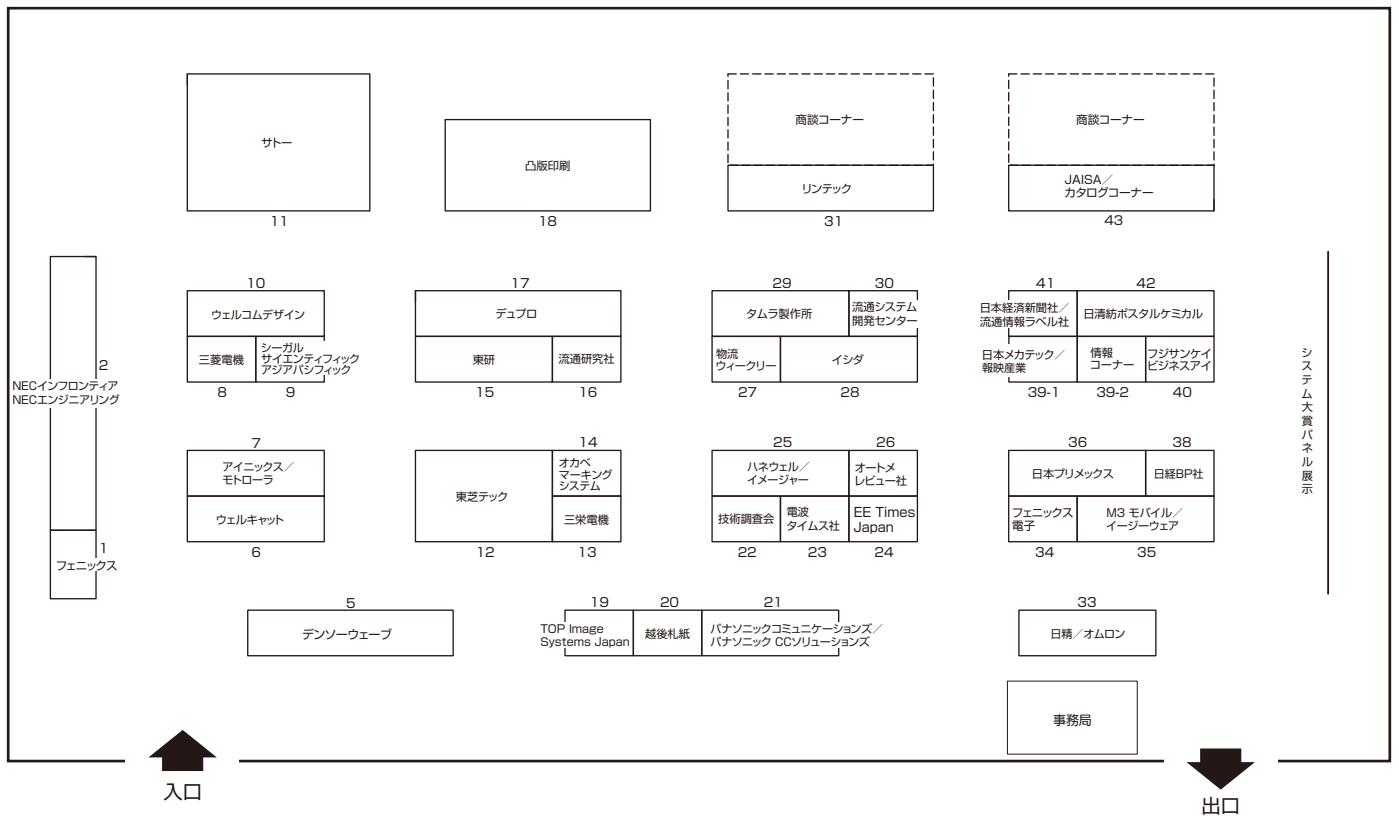 サトー
11
凸版印刷
18
商談コーナー
リンテック
31
商談コーナー
JAISA／
カタログコーナー
43
2
NECインフロンティア
NECエンジニアリング
1
フェニックス
10
ウェルコムデザイン
三菱電機
8
シーガル
サイエンティフィック
アジアパシフィック
9
17
デュプロ
東研
15
流通研究社
16
29
タムラ製作所
30
流通システム
開発センター
物流
ウィークリー
27
イシダ
28
41
日本経済新聞社／
流通情報ラベル社
42
日清紡ポスタルケミカル
日本メカテック／
報映産業
39-1
情報
コーナー
39-2
フジサンケイ
ビジネスアイ
40
システム大賞パネル展示
7
アイニックス／
モトローラ
ウェルキャット
6
東芝テック
12
14
オカベ
マーキング
システム
三栄電機
13
25
ハネウェル／
イメージャー
26
オートメ
レビュー社
技術調査会
22
電波
タイムス社
23
EE Times
Japan
24
36
日本プリメックス
38
日経BP社
フェニックス
電子
34
M3 モバイル／
イージーウェア
35
5
デンソーウェーブ
19
TOP Image
Systems Japan
20
越後札紙
21
パナソニックコミュニケーションズ／
パナソニック CCソリューションズ
33
日精／オムロン
事務局
入口
出口